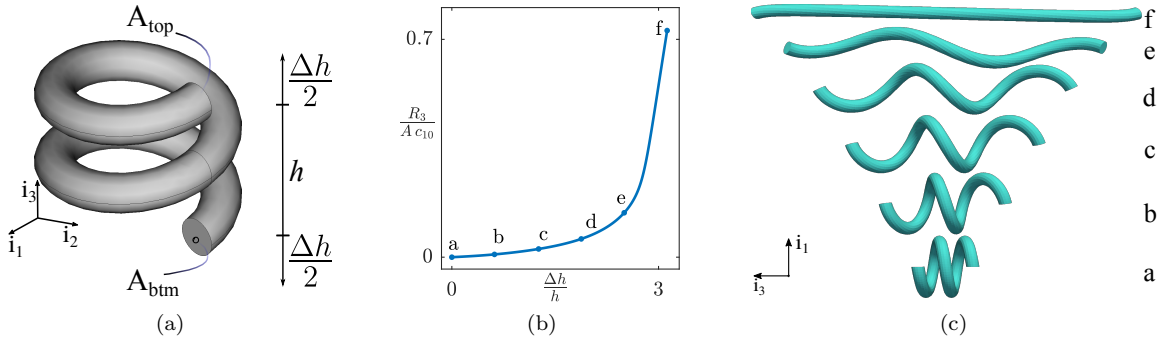 A_top
Δh/2
h
i_3
i_1
i_2
Δh/2
A_btm
(a)
0.7
f
R_3/A c_10
e
d
c
b
a
0
0
Δh/h
3
(b)
f
e
d
c
b
i_1
i_3
a
(c)